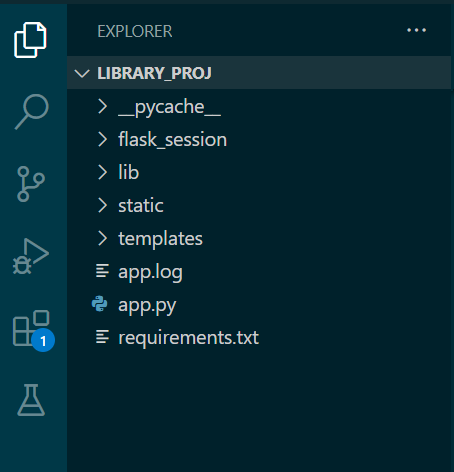 EXPLORER
LIBRARY_PROJ
__pycache__
flask_session
lib
static
templates
app.log
app.py
requirements.txt
1